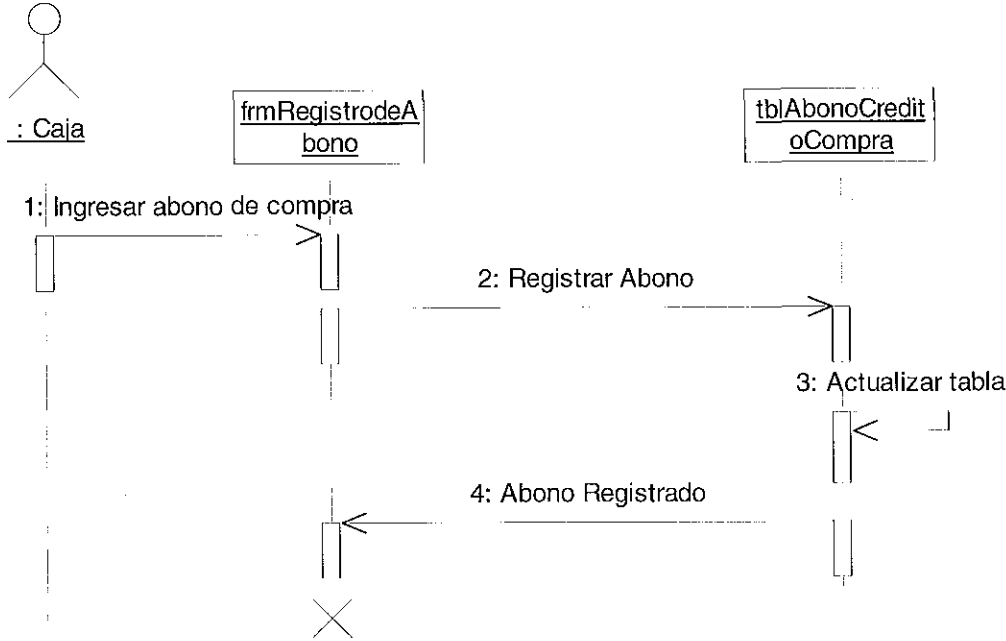 : Caja
frmRegistrodeA
bono
tblAbonoCredit
oCompra
1: Ingresar abono de compra
2: Registrar Abono
3: Actualizar tabla
4: Abono Registrado